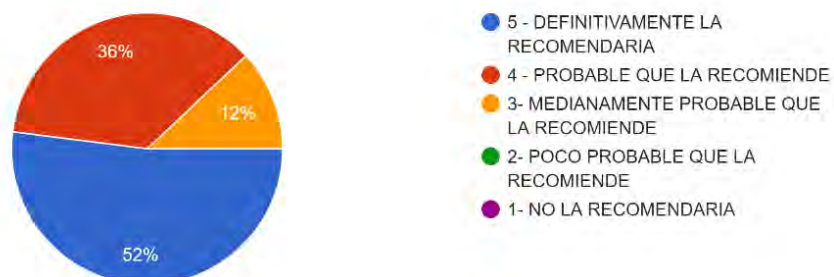 36%
12%
52%
5 - DEFINITIVAMENTE LA
RECOMENDARIA
4 - PROBABLE QUE LA RECOMIENDE
3- MEDIANAMENTE PROBABLE QUE
LA RECOMIENDE
2- POCO PROBABLE QUE LA
RECOMIENDE
1- NO LA RECOMENDARIA